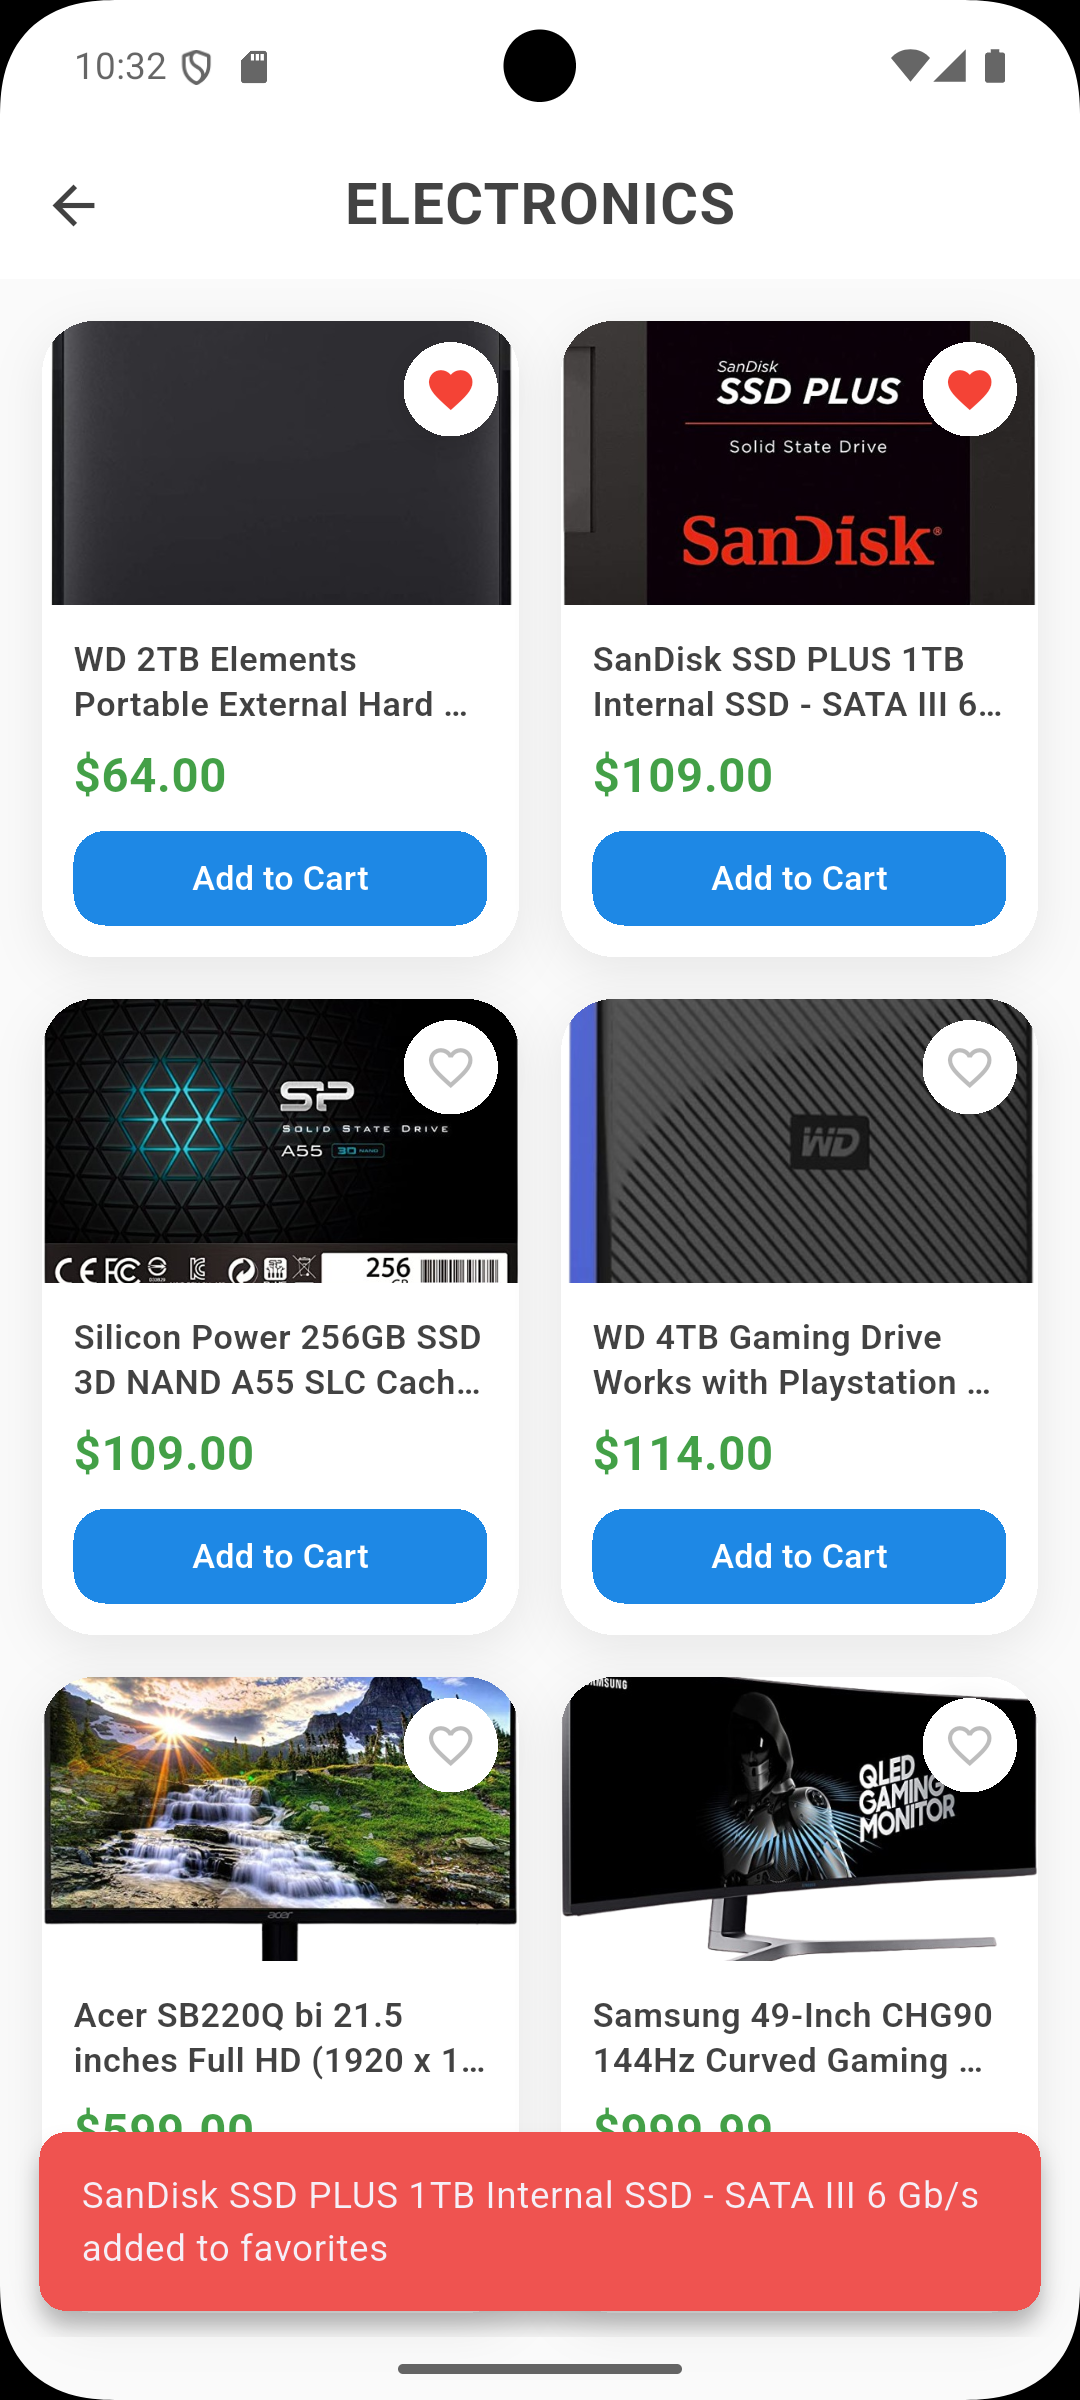 10:32
ELECTRONICS
SanDisk
SSD PLUS
Solid State Drive
SanDisk®
WD 2TB Elements
Portable External Hard ...
$64.00
Add to Cart
SanDisk SSD PLUS 1TB
Internal SSD - SATA III 6...
$109.00
Add to Cart
SP
SOLID STATE DRIVE
A55 3D NAND
256
WD
Silicon Power 256GB SSD
3D NAND A55 SLC Cach...
$109.00
Add to Cart
WD 4TB Gaming Drive
Works with Playstation ...
$114.00
Add to Cart
acer
QLED
GAMING
MONITOR
Acer SB220Q bi 21.5
inches Full HD (1920 x 1...
$599.00
Samsung 49-Inch CHG90
144Hz Curved Gaming ...
$999.99
SanDisk SSD PLUS 1TB Internal SSD - SATA III 6 Gb/s
added to favorites